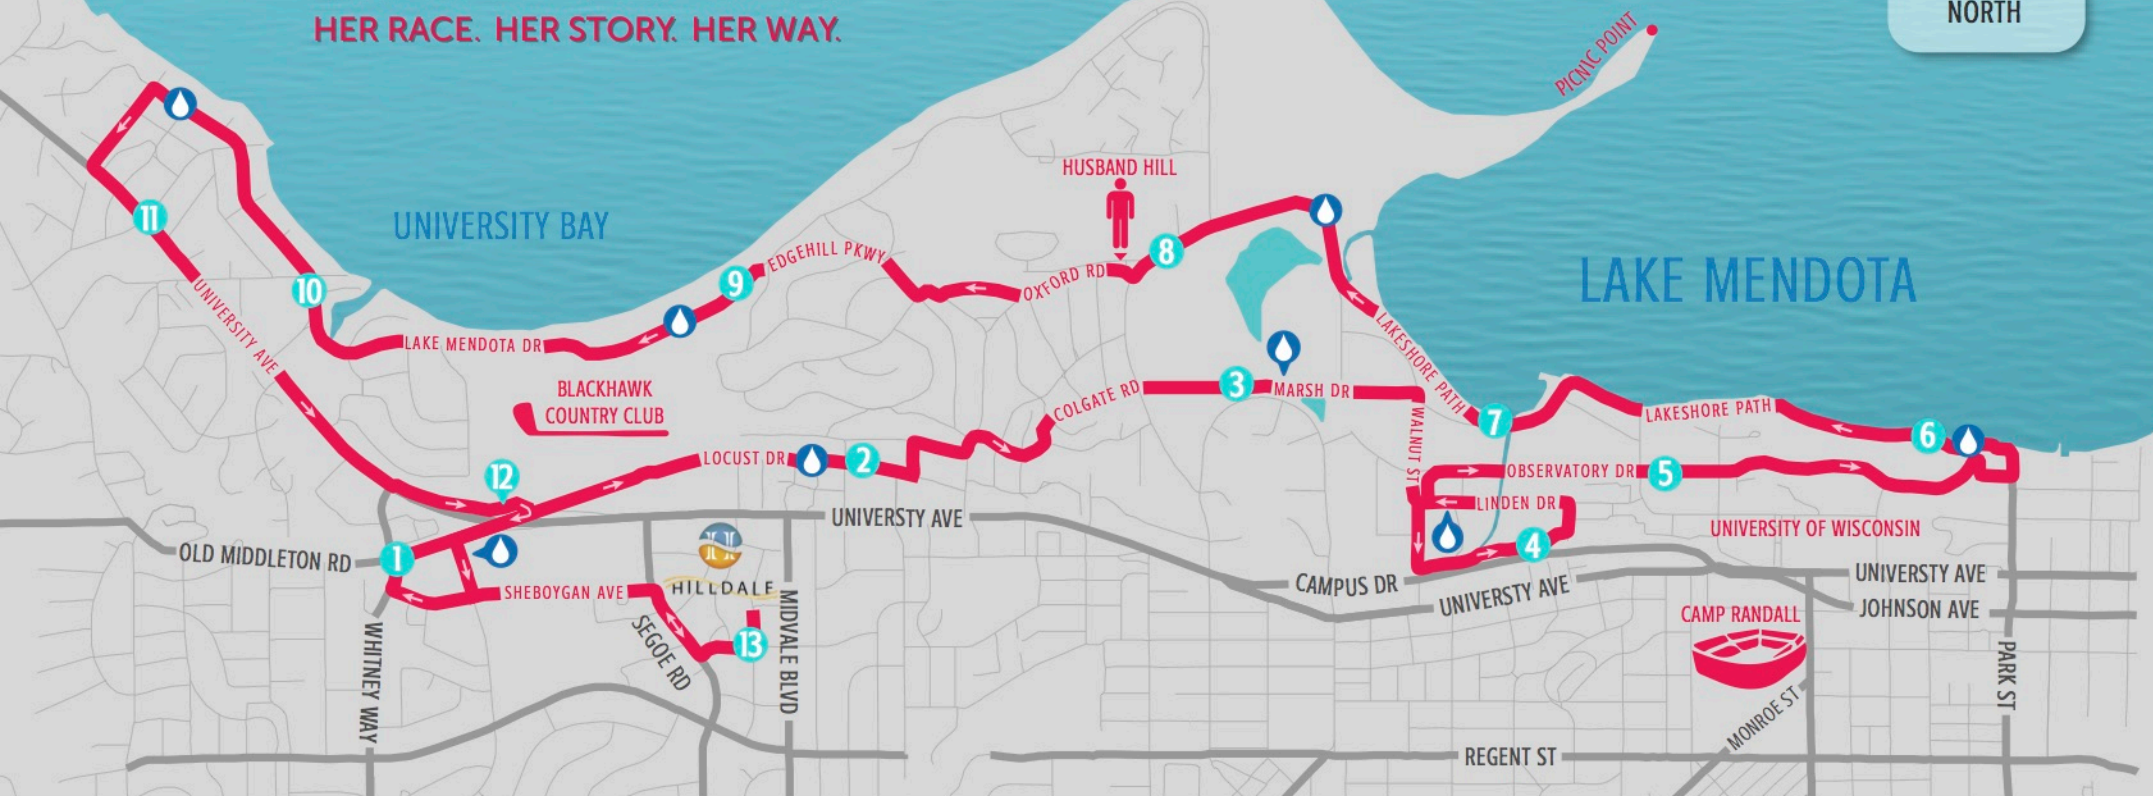 HER RACE. HER STORY. HER WAY.
NORTH
PICNIC POINT
HUSBAND HILL
UNIVERSITY BAY
LAKE MENDOTA
11
10
9
8
EDGEHILL PKWY
OXFORD RD
UNIVERSITY AVE
LAKE MENDOTA DR
LAKESHORE PATH
BLACKHAWK
COUNTRY CLUB
COLGATE RD
3
MARSH DR
WALNUT ST
7
LAKESHORE PATH
6
12
LOCUST DR
2
OBSERVATORY DR
5
LINDEN DR
4
UNIVERSTY AVE
UNIVERSITY OF WISCONSIN
OLD MIDDLETON RD
1
SHEBOYGAN AVE
H
HILLDALE
CAMPUS DR
UNIVERSTY AVE
UNIVERSTY AVE
JOHNSON AVE
CAMP RANDALL
13
WHITNEY WAY
SEGOE RD
MIDVALE BLVD
PARK ST
MONROE ST
REGENT ST